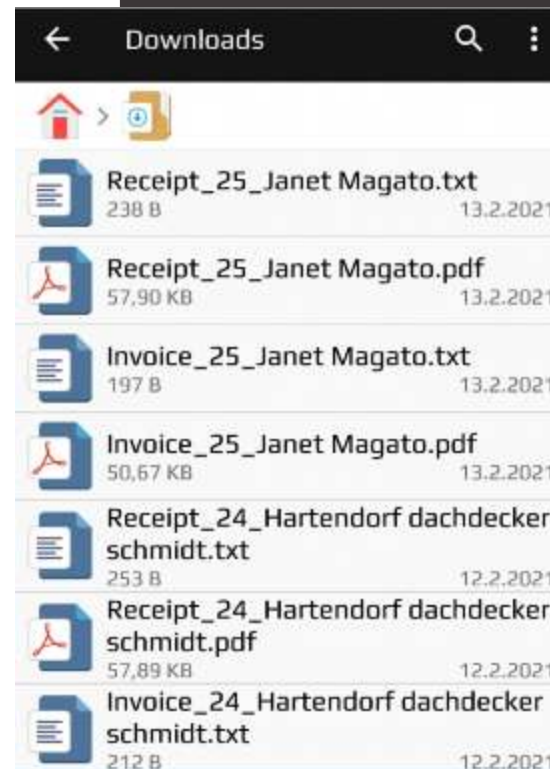 Downloads
Receipt_25_Janet Magato.txt
238 B 13.2.2021
Receipt_25_Janet Magato.pdf
57,90 KB 13.2.2021
Invoice_25_Janet Magato.txt
197 B 13.2.2021
Invoice_25_Janet Magato.pdf
50,67 KB 13.2.2021
Receipt_24_Hartendorf dachdecker
schmidt.txt
253 B 12.2.2021
Receipt_24_Hartendorf dachdecker
schmidt.pdf
57,89 KB 12.2.2021
Invoice_24_Hartendorf dachdecker
schmidt.txt
212 B 12.2.2021